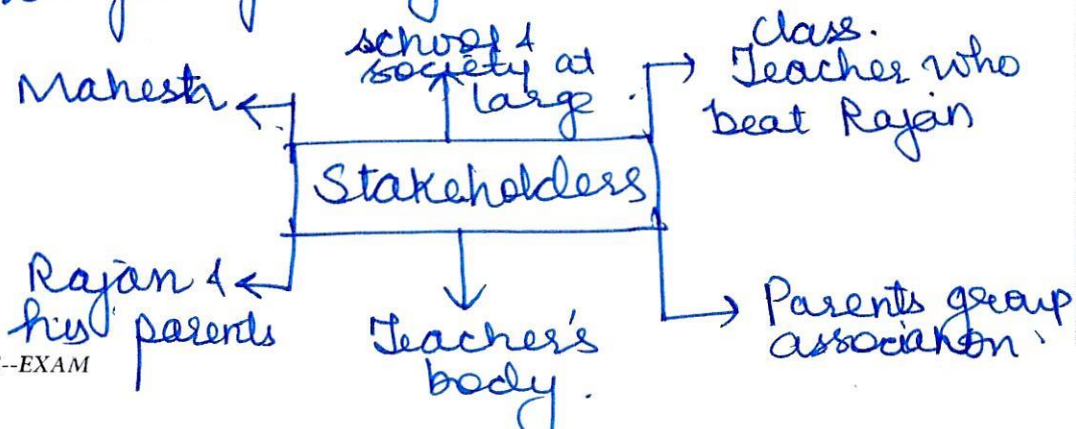 Mahesh
school &
society at
large.
Class.
Teacher who
beat Rajan
Stakeholders
Rajan &
his parents
Teacher's
body.
Parents group
association.
--EXAM